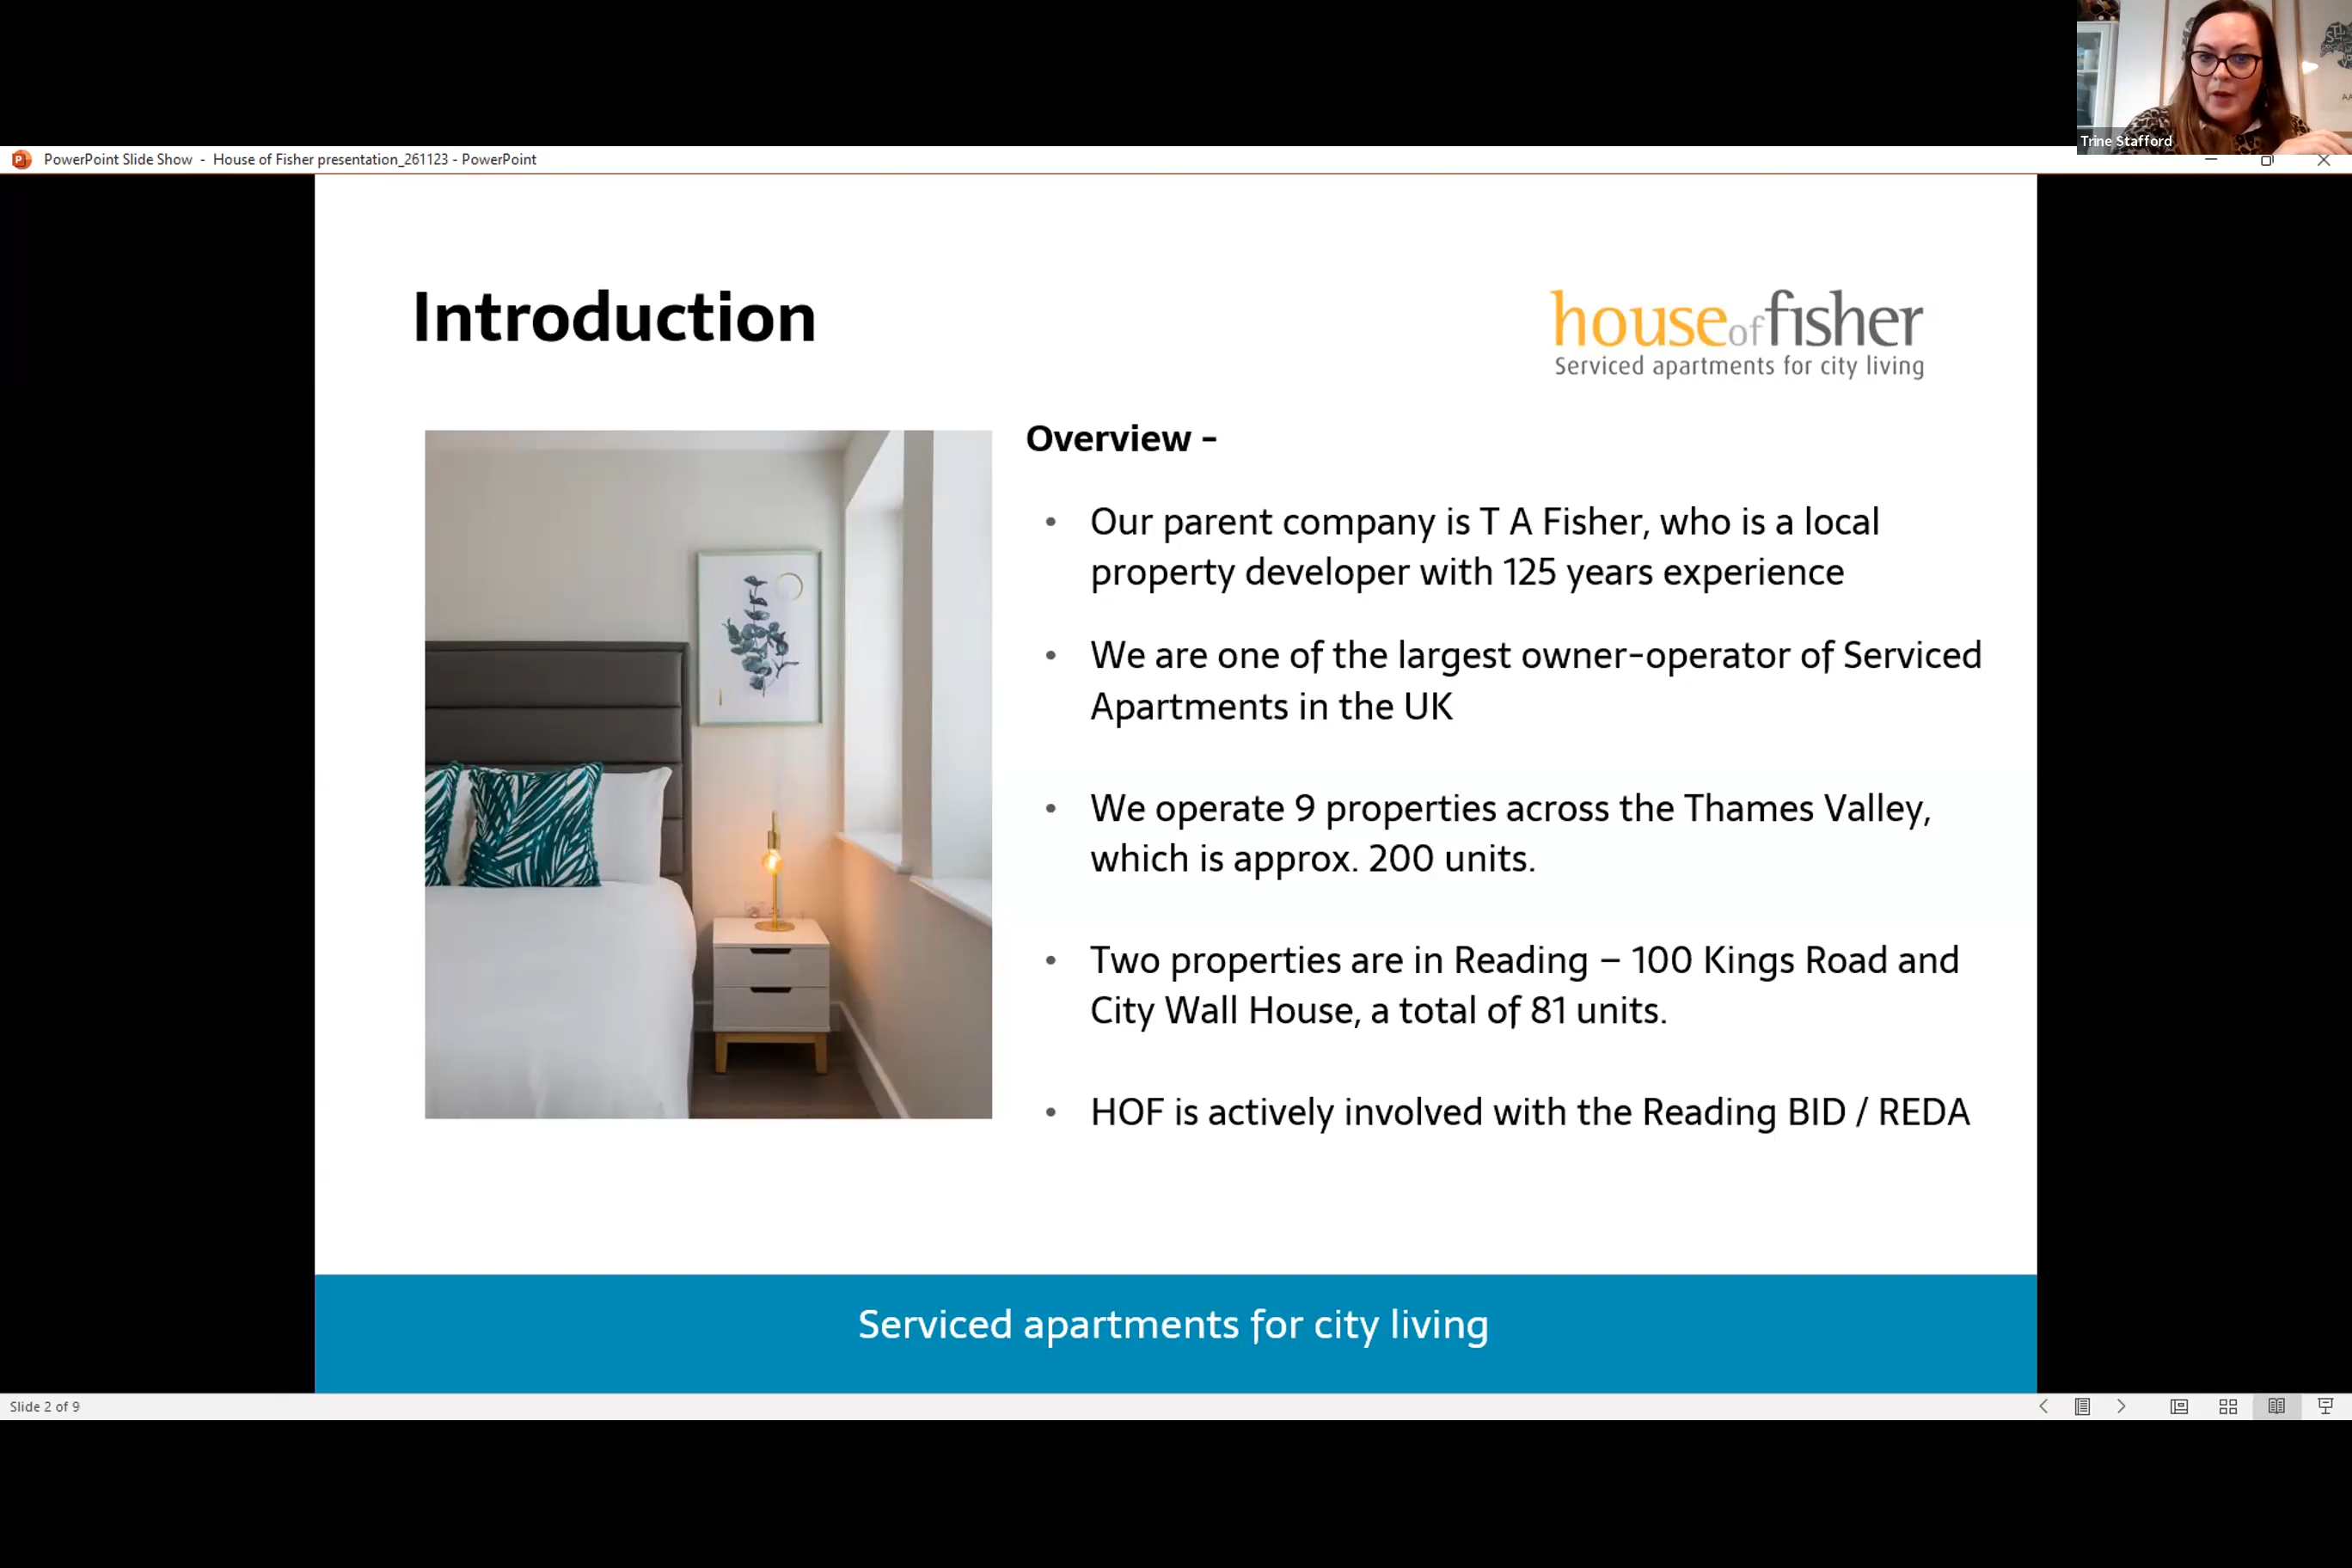 Trine Stafford
PowerPoint Slide Show - House of Fisher presentation_261123 - PowerPoint
Introduction
houseoffisher
Serviced apartments for city living
Overview -
• Our parent company is T A Fisher, who is a local
property developer with 125 years experience
• We are one of the largest owner-operator of Serviced
Apartments in the UK
• We operate 9 properties across the Thames Valley,
which is approx. 200 units.
• Two properties are in Reading – 100 Kings Road and
City Wall House, a total of 81 units.
• HOF is actively involved with the Reading BID / REDA
Serviced apartments for city living
Slide 2 of 9